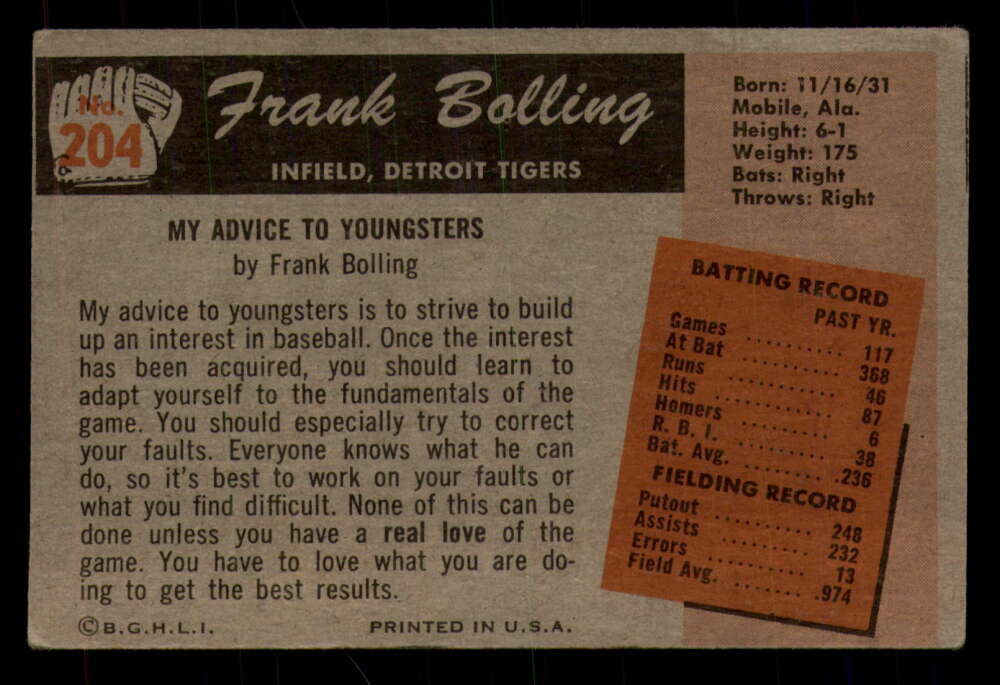 No.
204
Frank Bolling
INFIELD, DETROIT TIGERS
Born: 11/16/31
Mobile, Ala.
Height: 6-1
Weight: 175
Bats: Right
Throws: Right
MY ADVICE TO YOUNGSTERS
by Frank Bolling
My advice to youngsters is to strive to build
up an interest in baseball. Once the interest
has been acquired, you should learn to
adapt yourself to the fundamentals of the
game. You should especially try to correct
your faults. Everyone knows what he can
do, so it's best to work on your faults or
what you find difficult. None of this can be
done unless you have a real love of the
game. You have to love what you are do-
ing to get the best results.
©B.G.H.L.I. PRINTED IN U.S.A.
BATTING RECORD
PAST YR.
Games .......... 117
At Bat .......... 368
Runs .......... 46
Hits .......... 87
Homers .......... 6
R. B. I. .......... 38
Bat. Avg. .......... .236
FIELDING RECORD
Putout .......... 248
Assists .......... 232
Errors .......... 13
Field Avg. .......... .974